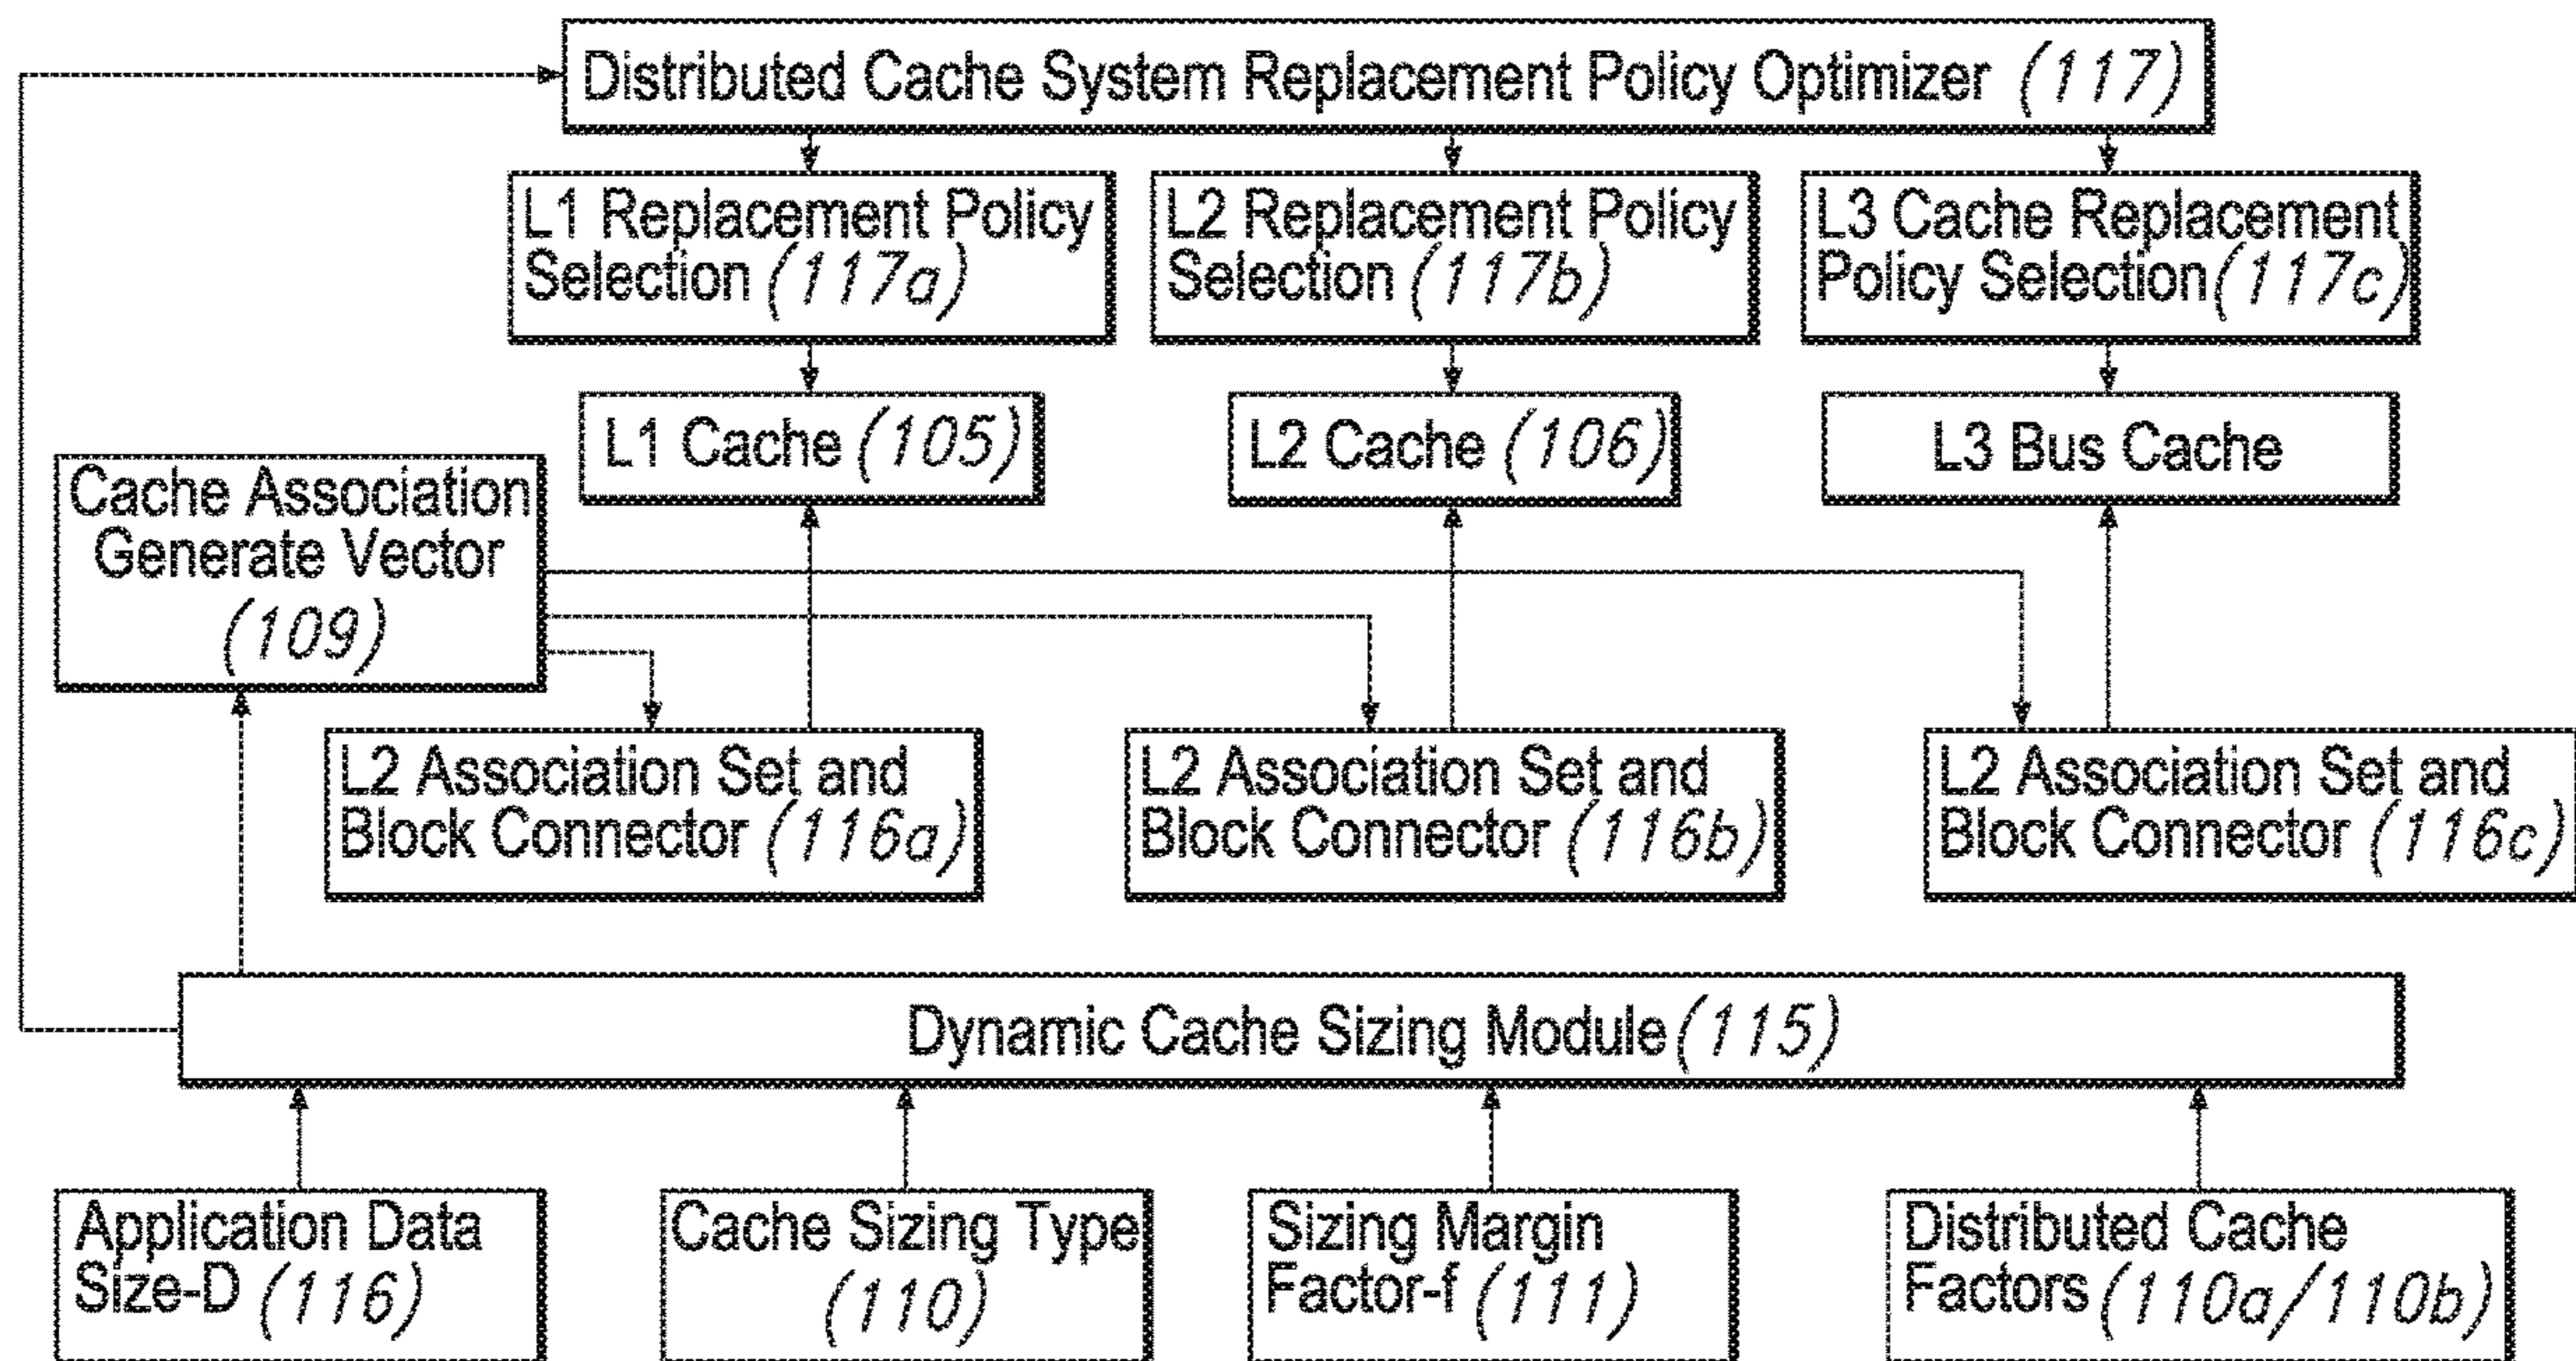 Distributed Cache System Replacement Policy Optimizer (117)
L1 Replacement Policy
Selection (117a)
L2 Replacement Policy
Selection (117b)
L3 Cache Replacement
Policy Selection (117c)
L1 Cache (105)
L2 Cache (106)
L3 Bus Cache
Cache Association
Generate Vector
(109)
L2 Association Set and
Block Connector (116a)
L2 Association Set and
Block Connector (116b)
L2 Association Set and
Block Connector (116c)
Dynamic Cache Sizing Module (115)
Application Data
Size-D (116)
Cache Sizing Type
(110)
Sizing Margin
Factor-f (111)
Distributed Cache
Factors (110a/110b)